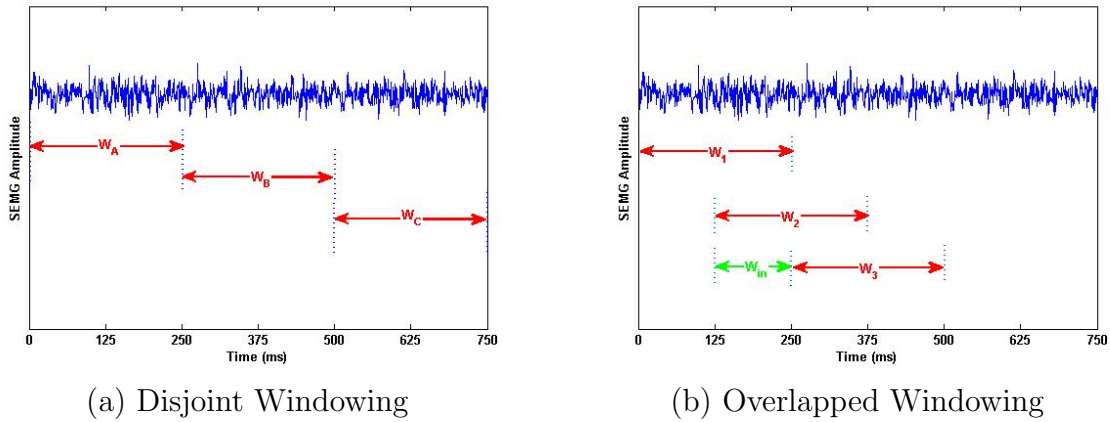 SEMG Amplitude
W_A
W_B
W_C
0 125 250 375 500 625 750
Time (ms)
(a) Disjoint Windowing
SEMG Amplitude
W_1
W_2
W_in
W_3
0 125 250 375 500 625 750
Time (ms)
(b) Overlapped Windowing